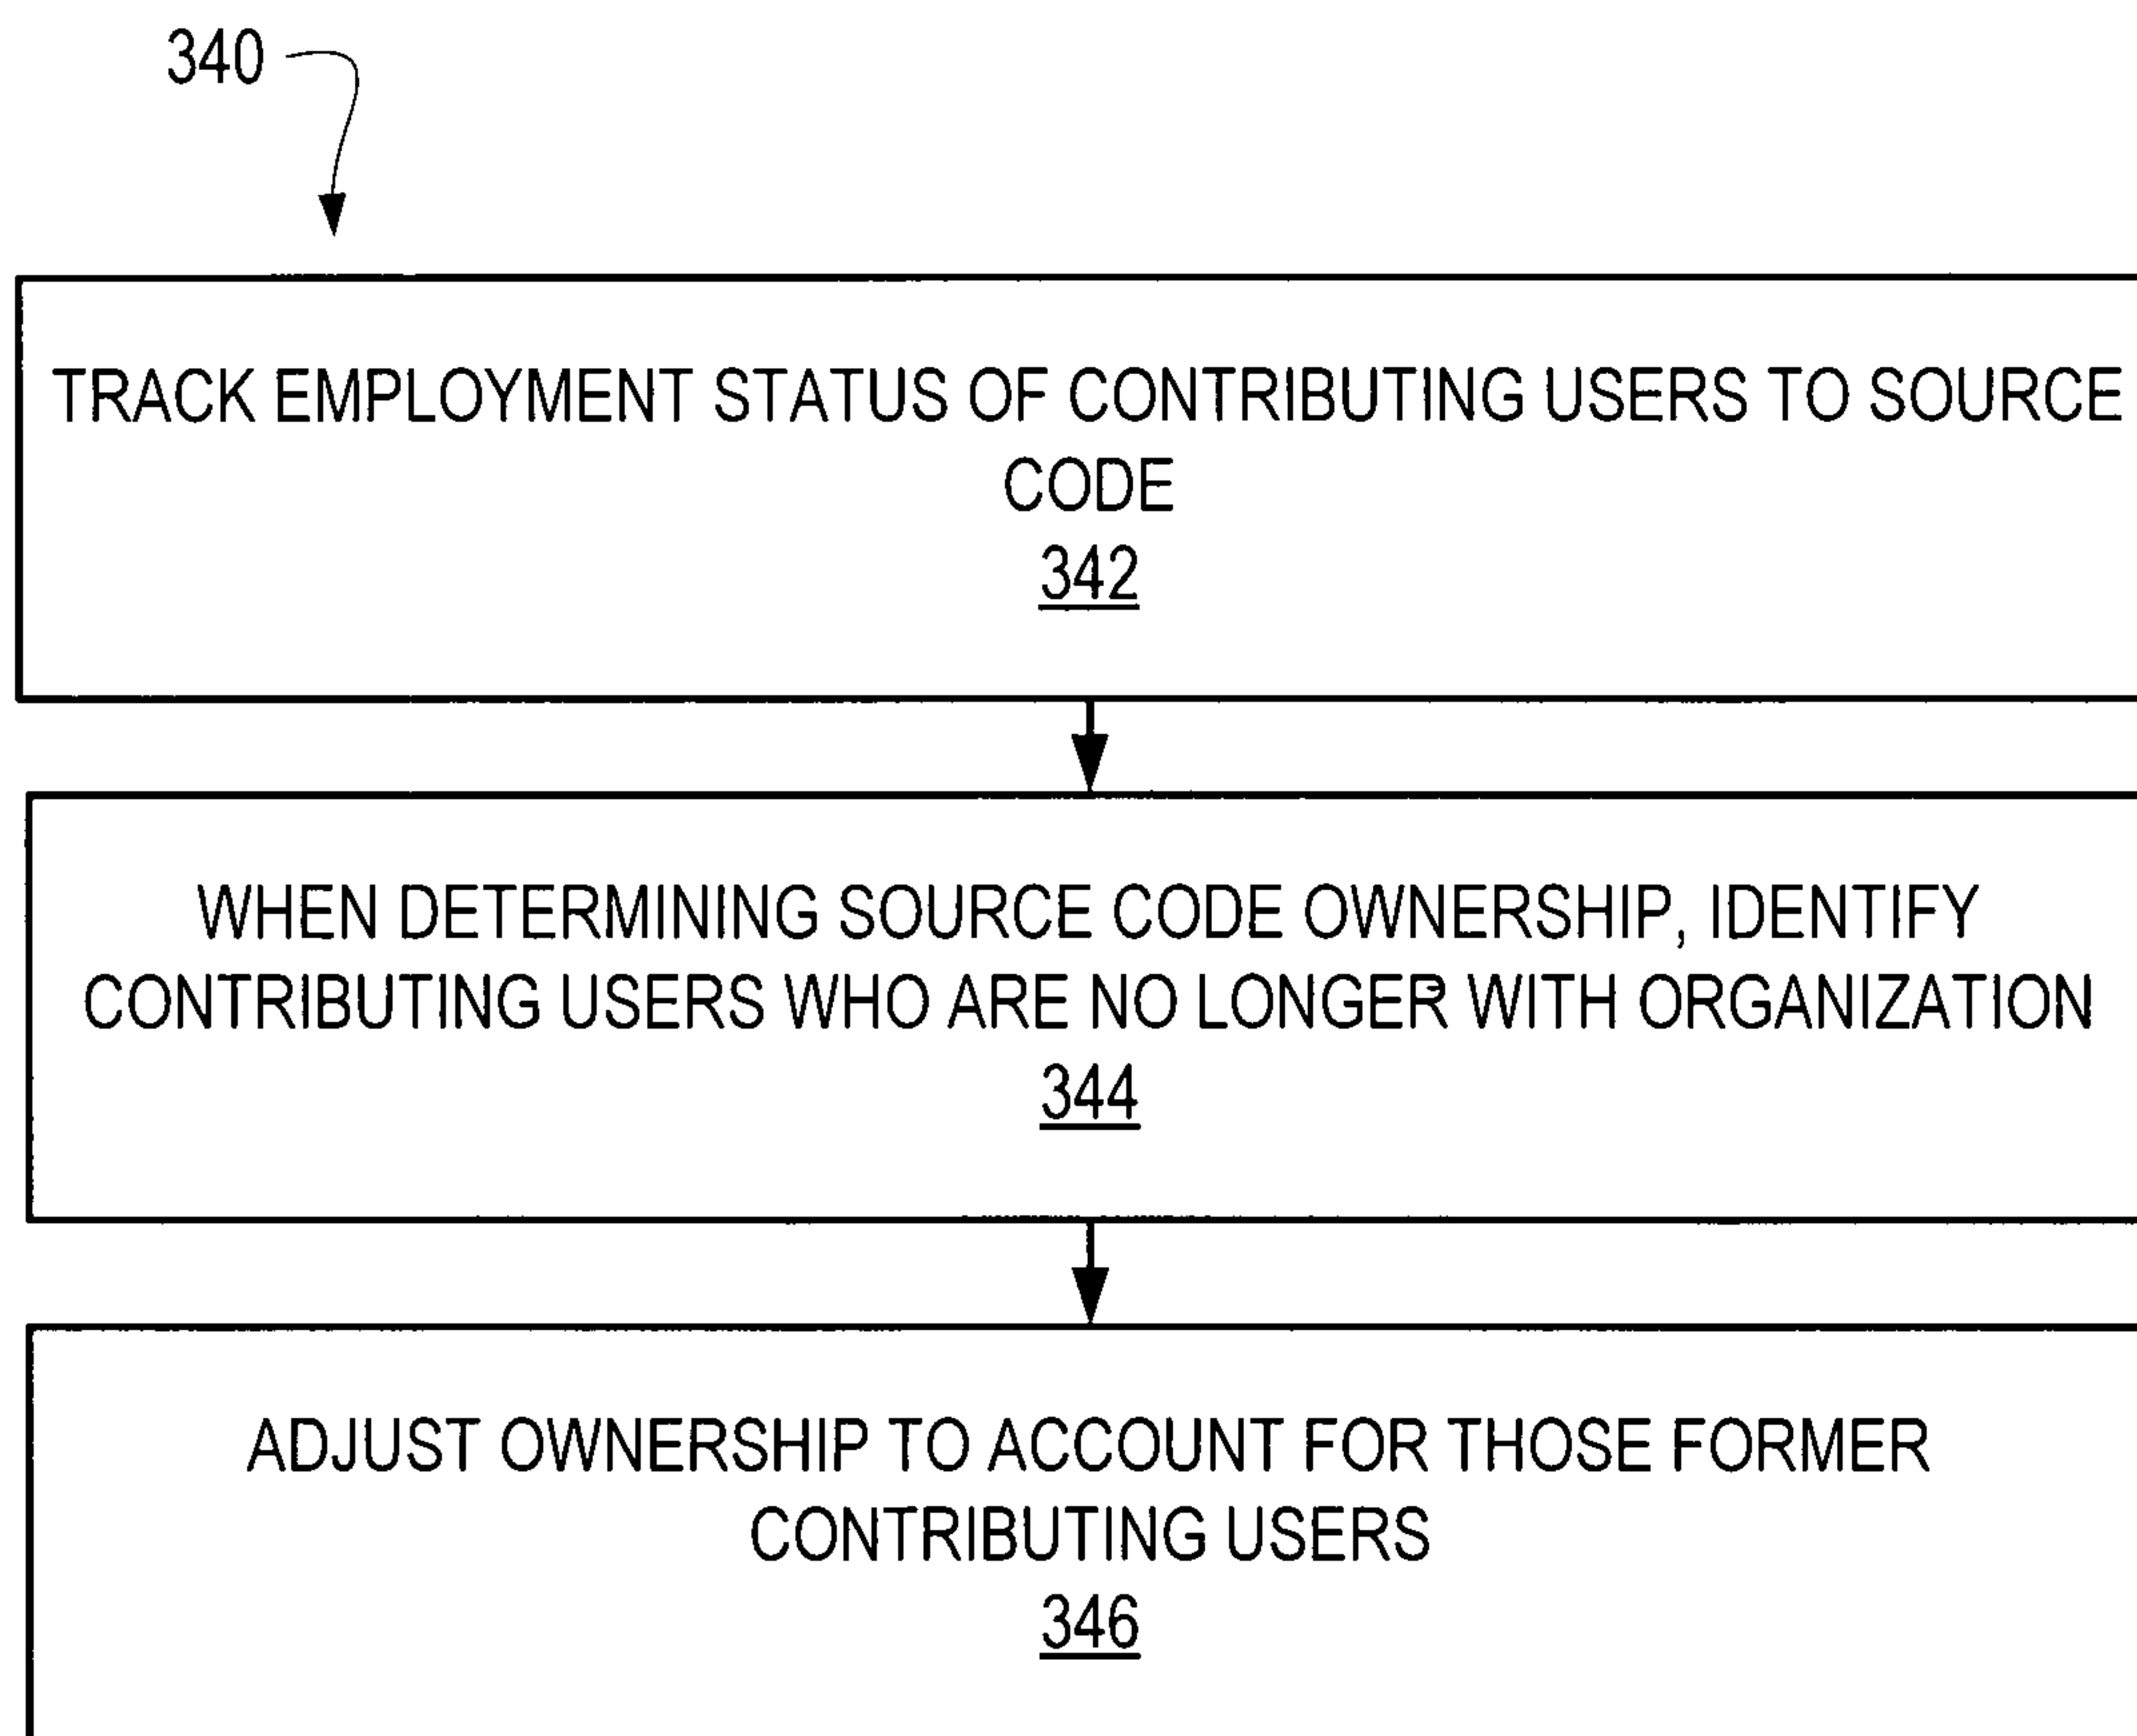 340
TRACK EMPLOYMENT STATUS OF CONTRIBUTING USERS TO SOURCE
CODE
342
WHEN DETERMINING SOURCE CODE OWNERSHIP, IDENTIFY
CONTRIBUTING USERS WHO ARE NO LONGER WITH ORGANIZATION
344
ADJUST OWNERSHIP TO ACCOUNT FOR THOSE FORMER
CONTRIBUTING USERS
346